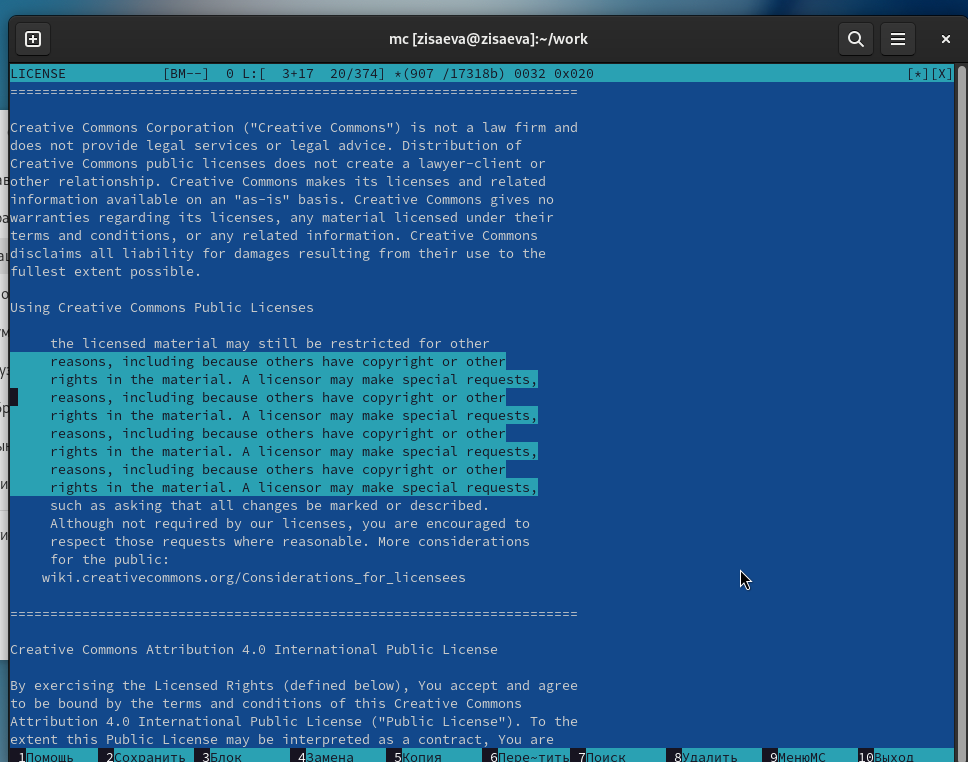 mc [zisaeva@zisaeva]:~/work
LICENSE [BM--] 0 L:[ 3+17 20/374] *(907 /17318b) 0032 0x020 [*][X]
=======================================================================
Creative Commons Corporation ("Creative Commons") is not a law firm and
does not provide legal services or legal advice. Distribution of
Creative Commons public licenses does not create a lawyer-client or
other relationship. Creative Commons makes its licenses and related
information available on an "as-is" basis. Creative Commons gives no
warranties regarding its licenses, any material licensed under their
terms and conditions, or any related information. Creative Commons
disclaims all liability for damages resulting from their use to the
fullest extent possible.
Using Creative Commons Public Licenses
the licensed material may still be restricted for other
reasons, including because others have copyright or other
rights in the material. A licensor may make special requests,
reasons, including because others have copyright or other
rights in the material. A licensor may make special requests,
reasons, including because others have copyright or other
rights in the material. A licensor may make special requests,
reasons, including because others have copyright or other
rights in the material. A licensor may make special requests,
such as asking that all changes be marked or described.
Although not required by our licenses, you are encouraged to
respect those requests where reasonable. More considerations
for the public:
wiki.creativecommons.org/Considerations_for_licensees
=======================================================================
Creative Commons Attribution 4.0 International Public License
By exercising the Licensed Rights (defined below), You accept and agree
to be bound by the terms and conditions of this Creative Commons
Attribution 4.0 International Public License ("Public License"). To the
extent this Public License may be interpreted as a contract, You are
1Помощь 2Сохранить 3Блок 4Замена 5Копия 6Пере~тить 7Поиск 8Удалить 9МенюMC 10Выход